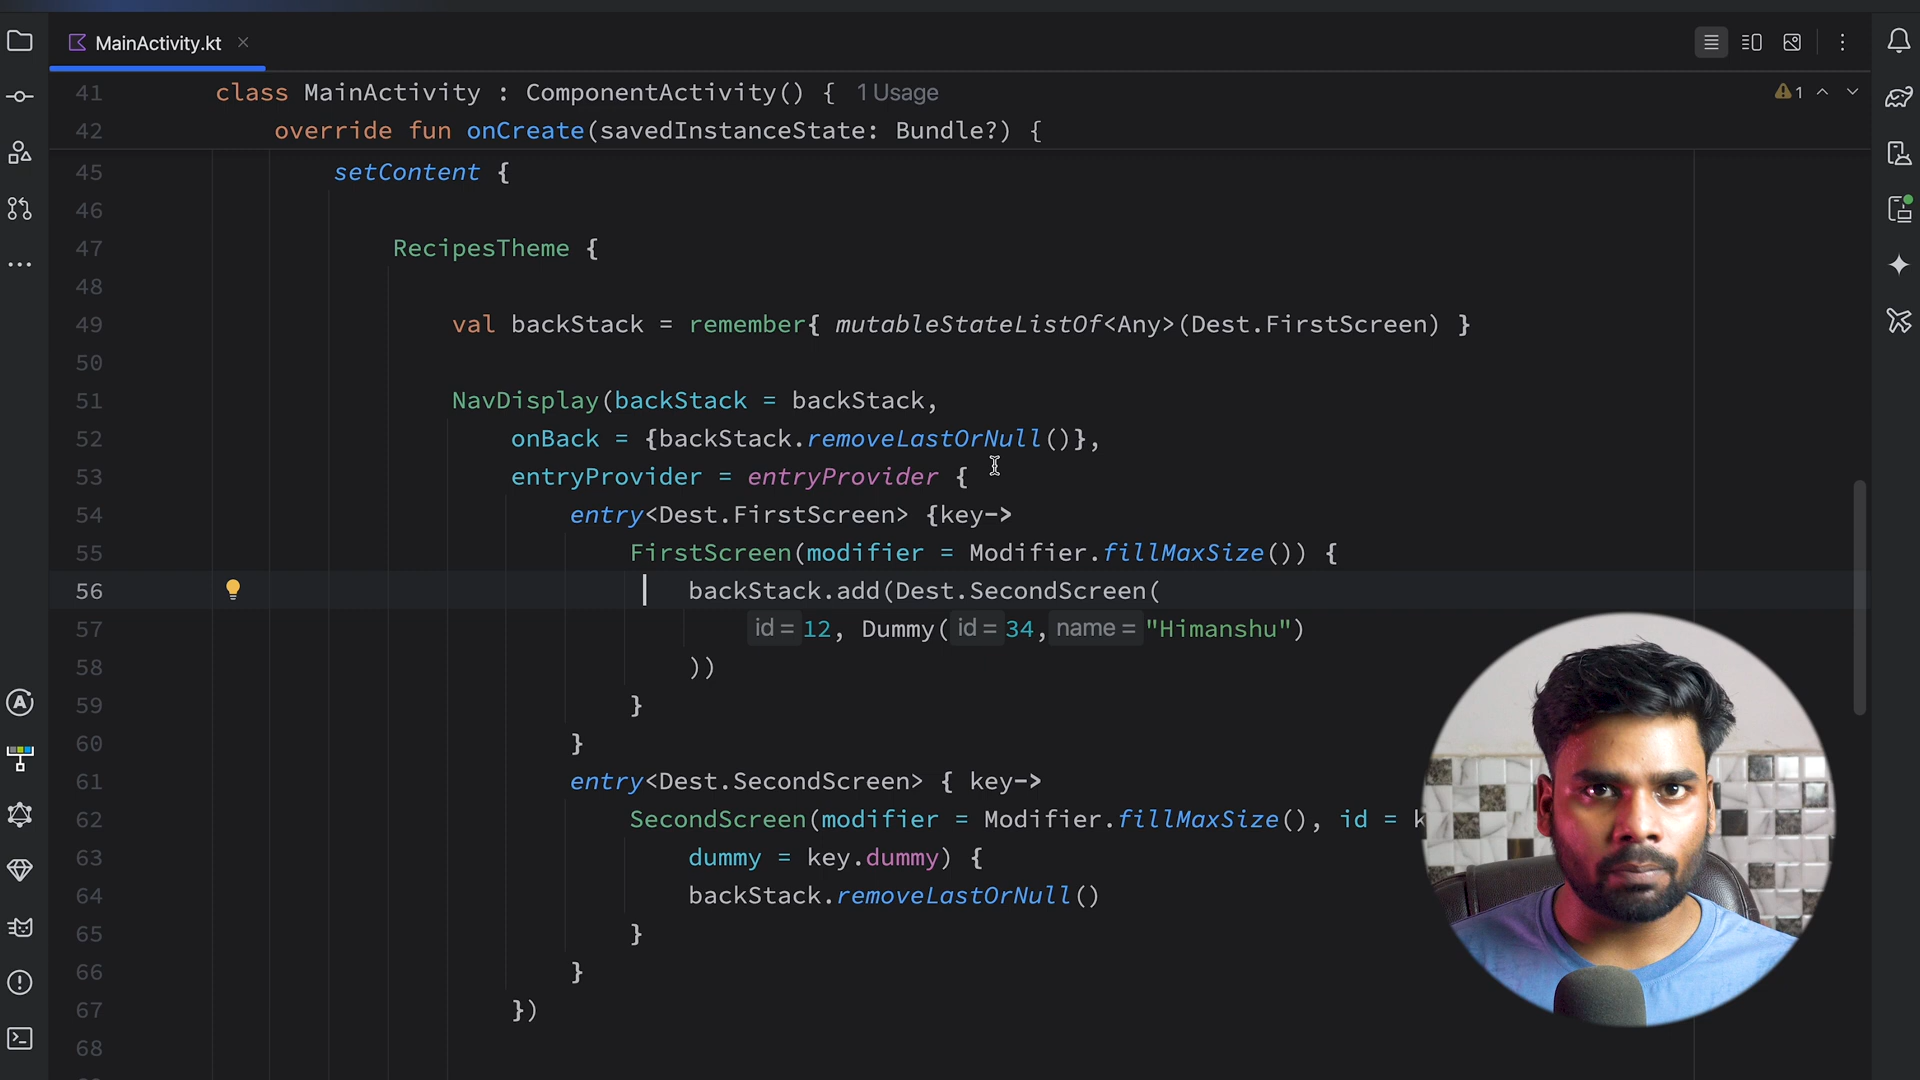 MainActivity.kt
41 class MainActivity : ComponentActivity() { 1 Usage
1
42 override fun onCreate(savedInstanceState: Bundle?) {
45 setContent {
46
47 RecipesTheme {
48
49 val backStack = remember{ mutableStateListOf<Any>(Dest.FirstScreen) }
50
51 NavDisplay(backStack = backStack,
52 onBack = {backStack.removeLastOrNull()},
53 entryProvider = entryProvider {
54 entry<Dest.FirstScreen> {key->
55 FirstScreen(modifier = Modifier.fillMaxSize()) {
56 backStack.add(Dest.SecondScreen(
57 id = 12, Dummy( id = 34, name = "Himanshu")
58 ))
59 }
60 }
61 entry<Dest.SecondScreen> { key->
62 SecondScreen(modifier = Modifier.fillMaxSize(), id = k
63 dummy = key.dummy) {
64 backStack.removeLastOrNull()
65 }
66 }
67 })
68